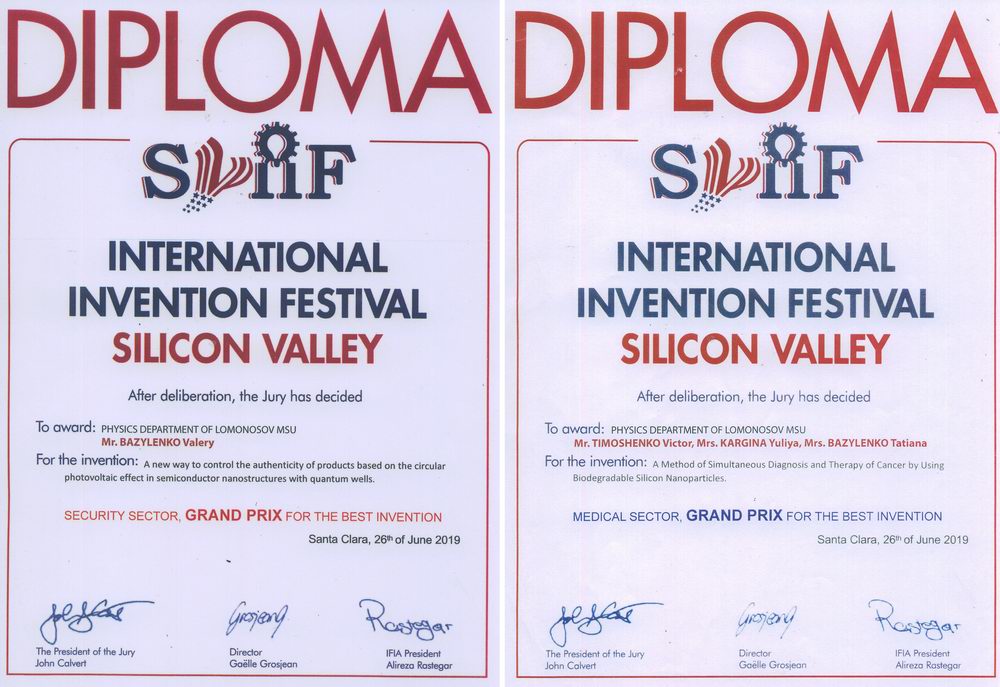 DIPLOMA
SViiF
INTERNATIONAL
INVENTION FESTIVAL
SILICON VALLEY
After deliberation, the Jury has decided
To award: PHYSICS DEPARTMENT OF LOMONOSOV MSU
Mr. BAZYLENKO Valery
For the invention: A new way to control the authenticity of products based on the circular
photovoltaic effect in semiconductor nanostructures with quantum wells.
SECURITY SECTOR, GRAND PRIX FOR THE BEST INVENTION
Santa Clara, 26th of June 2019
Grosjean
Rastegar
The President of the Jury
John Calvert
Director
Gaëlle Grosjean
IFIA President
Alireza Rastegar
DIPLOMA
SViiF
INTERNATIONAL
INVENTION FESTIVAL
SILICON VALLEY
After deliberation, the Jury has decided
To award: PHYSICS DEPARTMENT OF LOMONOSOV MSU
Mr. TIMOSHENKO Victor, Mrs. KARGINA Yuliya, Mrs. BAZYLENKO Tatiana
For the invention: A Method of Simultaneous Diagnosis and Therapy of Cancer by Using
Biodegradable Silicon Nanoparticles.
MEDICAL SECTOR, GRAND PRIX FOR THE BEST INVENTION
Santa Clara, 26th of June 2019
Grosjean
Rastegar
The President of the Jury
John Calvert
Director
Gaëlle Grosjean
IFIA President
Alireza Rastegar